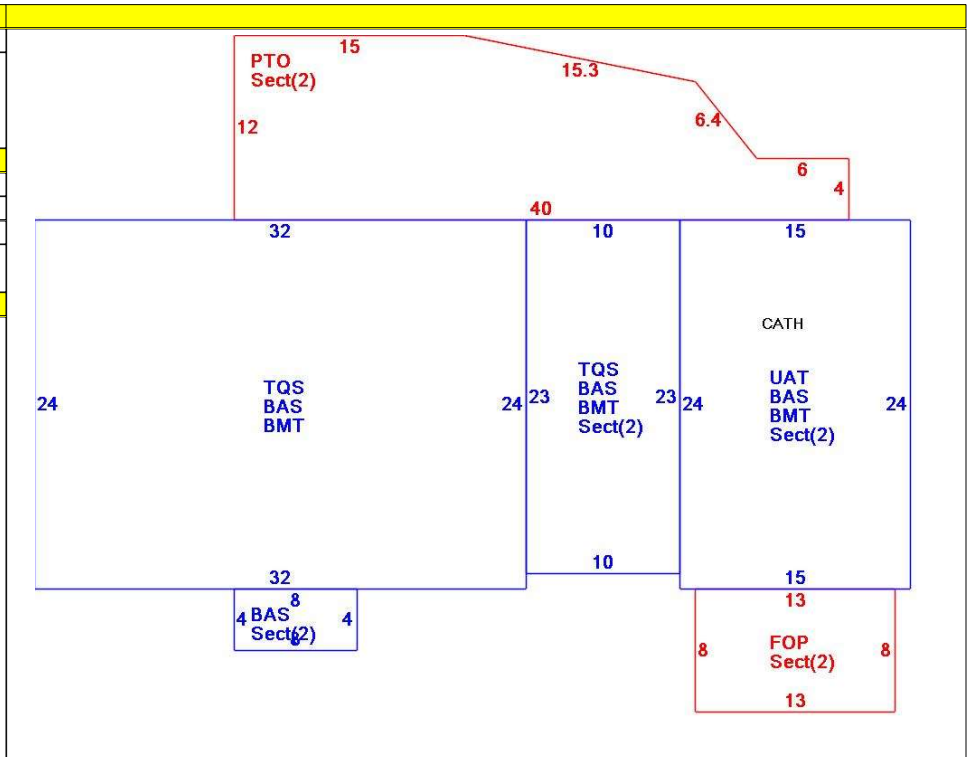 15
PTO
Sect(2)
15.3
12
6.4
6
4
40
32
10
15
CATH
24
TQS
BAS
BMT
24
23
TQS
BAS
BMT
Sect(2)
23
24
UAT
BAS
BMT
Sect(2)
24
32
10
15
8
4
BAS
Sect(2)
4
8
13
8
FOP
Sect(2)
8
13